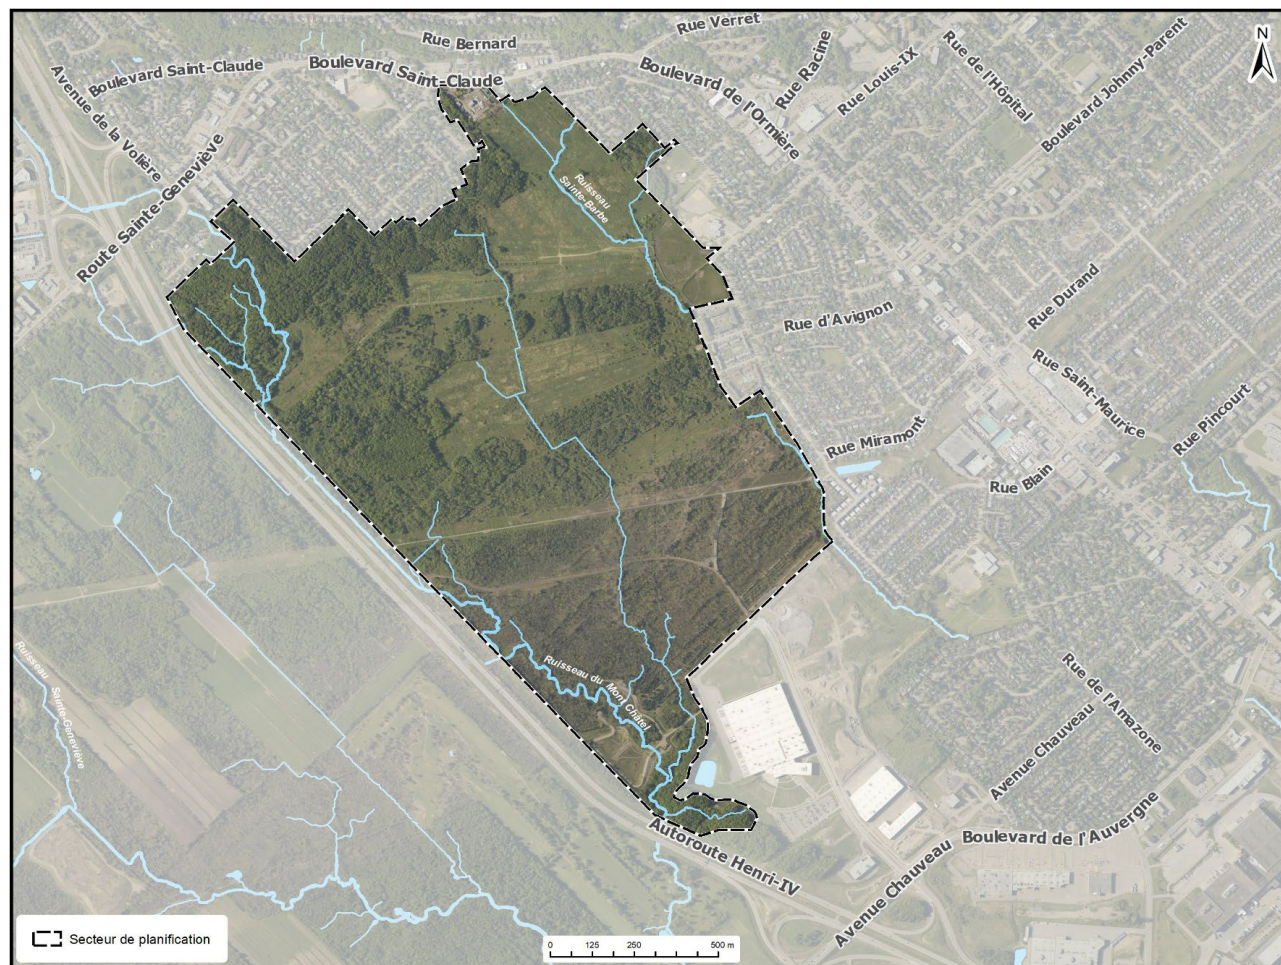 N
Rue Verret
Rue Bernard
Boulevard Saint-Claude
Boulevard Saint-Claude
Avenue de la Volière
Route Sainte-Geneviève
Boulevard de l'Ormière
Rue Racine
Rue Louis-IX
Rue de l'Hôpital
Boulevard Johnny-Parent
Ruisseau
Sainte-Barbe
Rue Durand
Rue d'Avignon
Rue Saint-Maurice
Rue Pincourt
Rue Miramont
Rue Blain
Ruisseau du Mont Châtel
Ruisseau Sainte-Geneviève
Rue de l'Amazone
Avenue Chauveau
Boulevard de l'Auvergne
Avenue Chauveau
Autoroute Henri-IV
Secteur de planification
0 125 250 500 m